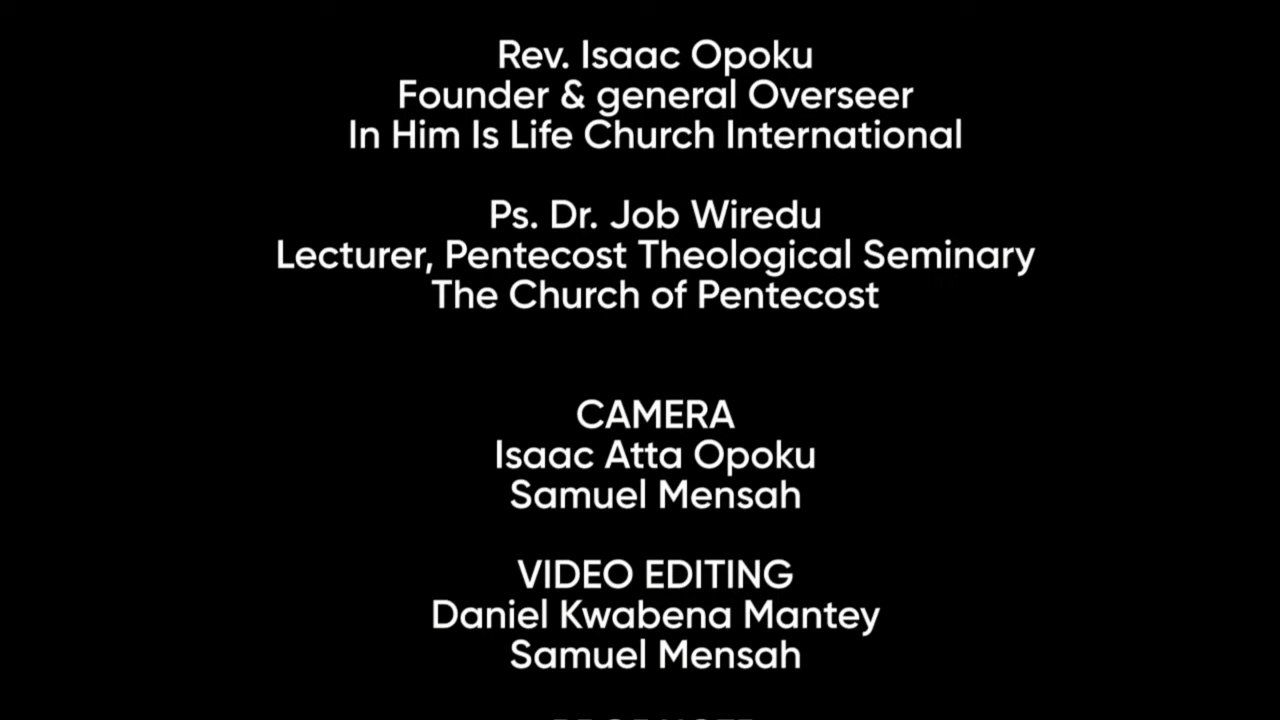 Rev. Isaac Opoku
Founder & general Overseer
In Him Is Life Church International
Ps. Dr. Job Wiredu
Lecturer, Pentecost Theological Seminary
The Church of Pentecost
CAMERA
Isaac Atta Opoku
Samuel Mensah
VIDEO EDITING
Daniel Kwabena Mantey
Samuel Mensah